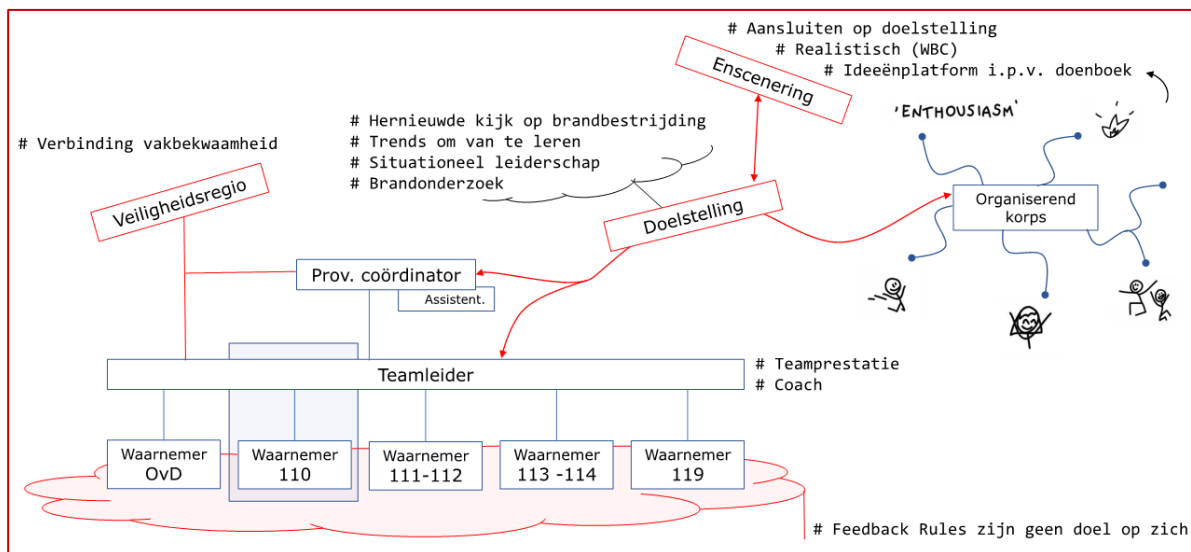 # Aansluiten op doelstelling
# Realistisch (WBC)
# Ideeënplatform i.p.v. doenboek
Enscenering
'ENTHOUSIASM'
# Hernieuwde kijk op brandbestrijding
# Trends om van te leren
# Situationeel leiderschap
# Brandonderzoek
# Verbinding vakbekwaamheid
Veiligheidsregio
Doelstelling
Organiserend
korps
Prov. coördinator
Assistent.
Teamleider
# Teamprestatie
# Coach
Waarnemer
OvD
Waarnemer
110
Waarnemer
111-112
Waarnemer
113 -114
Waarnemer
119
# Feedback Rules zijn geen doel op zich